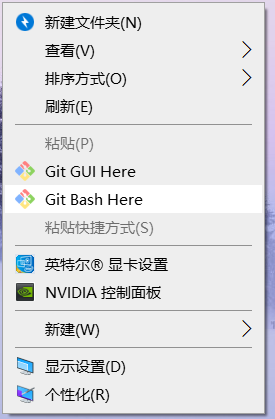 新建文件夹(N)
查看(V)
排序方式(O)
刷新(E)
粘贴(P)
Git GUI Here
Git Bash Here
粘贴快捷方式(S)
英特尔® 显卡设置
NVIDIA 控制面板
新建(W)
显示设置(D)
个性化(R)